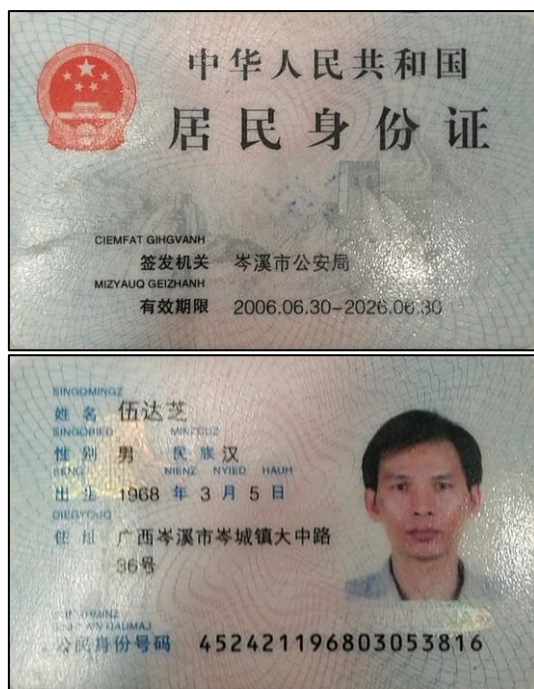 中华人民共和国
居民身份证
CIEMFAT GIHGVANH
签发机关 岑溪市公安局
MIZYAUQ GEIZHANH
有效期限 2006.06.30-2026.06.30
SINGQMINGZ
姓名 伍达芝
SINGQBIED MINZCUZ
性别 男 民族 汉
SENG NIENZ NYIED HAUH
出生 1968 年 3 月 5 日
DIEGYOUQ
住址 广西岑溪市岑城镇大中路
36号
公民身份号码 452421196803053816